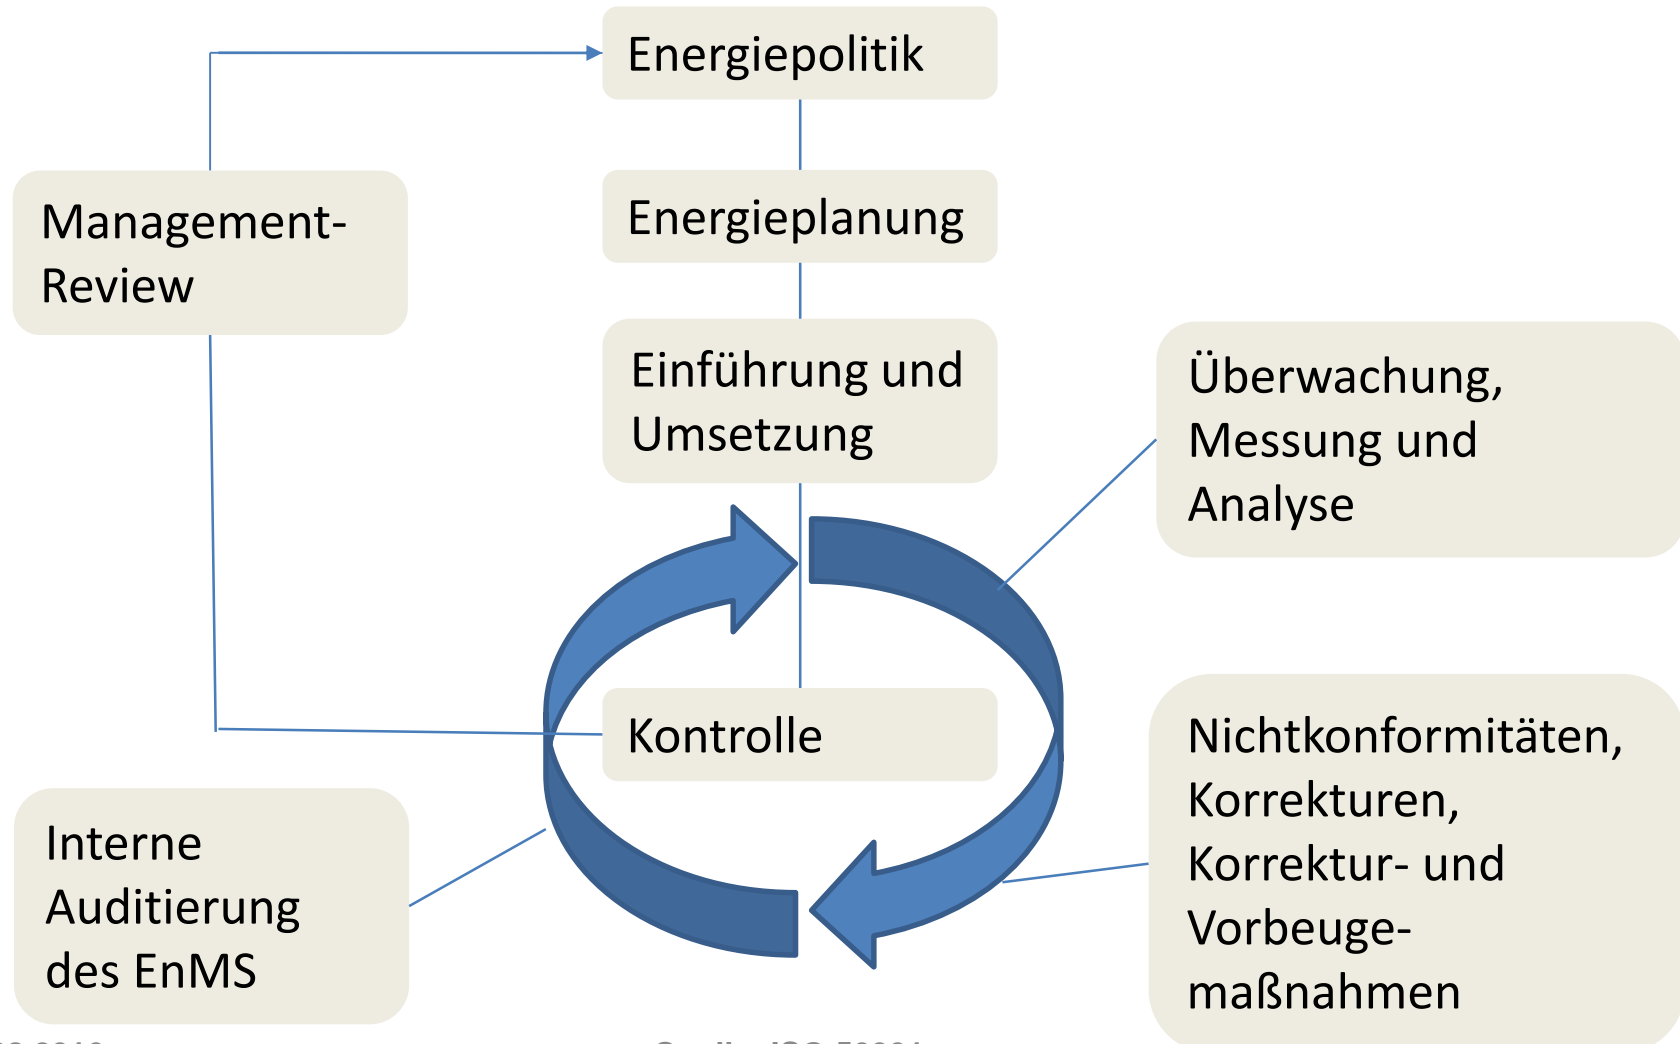 Energiepolitik
Management-
Review
Energieplanung
Einführung und
Umsetzung
Überwachung,
Messung und
Analyse
Kontrolle
Nichtkonformitäten,
Korrekturen,
Korrektur- und
Vorbeuge-
maßnahmen
Interne
Auditierung
des EnMS